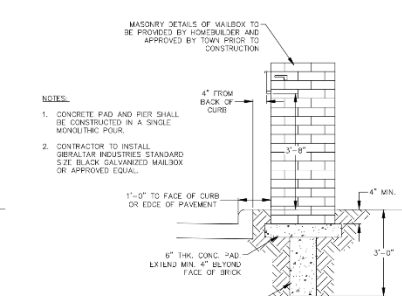 MASONRY DETAILS OF MAILBOX TO
BE PROVIDED BY HOMEBUILDER AND
APPROVED BY TOWN PRIOR TO
CONSTRUCTION
4" FROM
BACK OF
CURB
NOTES:
1. CONCRETE PAD AND PIER SHALL
BE CONSTRUCTED IN A SINGLE
MONOLITHIC POUR.
2. CONTRACTOR TO INSTALL
GIBRALTAR INDUSTRIES STANDARD
SIZE BLACK GALVANIZED MAILBOX
OR APPROVED EQUAL.
3'-8"
1'-0" TO FACE OF CURB
OR EDGE OF PAVEMENT
4" MIN.
6" THK. CONC. PAD.
EXTEND MIN. 4" BEYOND
FACE OF BRICK
3'-0"